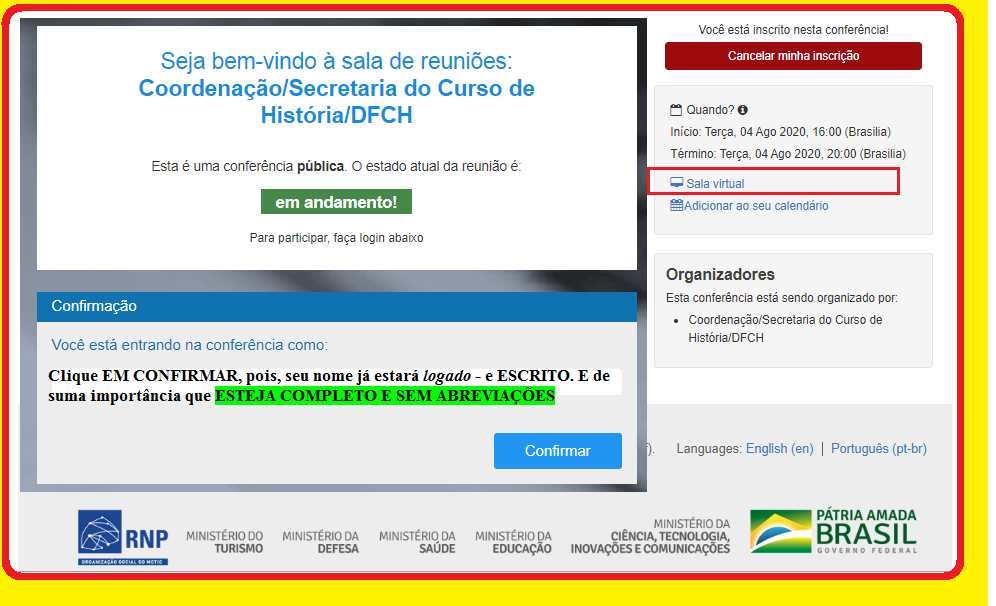 Seja bem-vindo à sala de reuniões:
Coordenação/Secretaria do Curso de
História/DFCH
Esta é uma conferência pública. O estado atual da reunião é:
em andamento!
Para participar, faça login abaixo
Confirmação
Você está entrando na conferência como:
Clique EM CONFIRMAR, pois, seu nome já estará logado - e ESCRITO. E de
suma importância que ESTEJA COMPLETO E SEM ABREVIAÇÕES
Confirmar
Você está inscrito nesta conferência!
Cancelar minha inscrição
Quando?
Início: Terça, 04 Ago 2020, 16:00 (Brasilia)
Término: Terça, 04 Ago 2020, 20:00 (Brasilia)
Sala virtual
Adicionar ao seu calendário
Organizadores
Esta conferência está sendo organizado por:
• Coordenação/Secretaria do Curso de
História/DFCH
Languages: English (en) | Português (pt-br)
RNP
ORGANIZAÇÃO SOCIAL DO MCTIC
MINISTÉRIO DO
TURISMO
MINISTÉRIO DA
DEFESA
MINISTÉRIO DA
SAÚDE
MINISTÉRIO DA
EDUCAÇÃO
MINISTÉRIO DA
CIÊNCIA, TECNOLOGIA,
INOVAÇÕES E COMUNICAÇÕES
PÁTRIA AMADA
BRASIL
GOVERNO FEDERAL